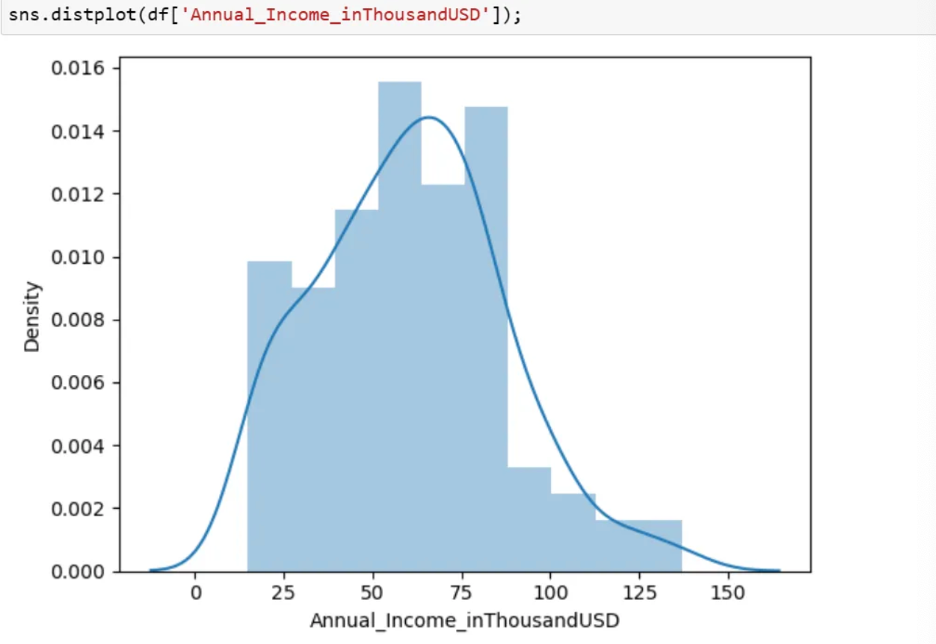 sns.distplot(df['Annual_Income_inThousandUSD']);
0.016
0.014
0.012
0.010
0.008
0.006
0.004
0.002
0.000
Density
0 25 50 75 100 125 150
Annual_Income_inThousandUSD